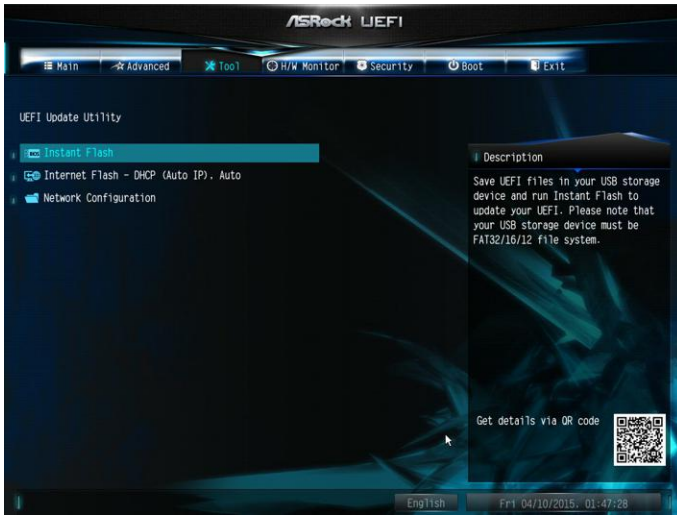 ASRock UEFI
Main
Advanced
Tool
H/W Monitor
Security
Boot
Exit
UEFI Update Utility
Instant Flash
Internet Flash - DHCP (Auto IP). Auto
Network Configuration
Description
Save UEFI files in your USB storage
device and run Instant Flash to
update your UEFI. Please note that
your USB storage device must be
FAT32/16/12 file system.
Get details via QR code
English
Fri 04/10/2015. 01:47:28